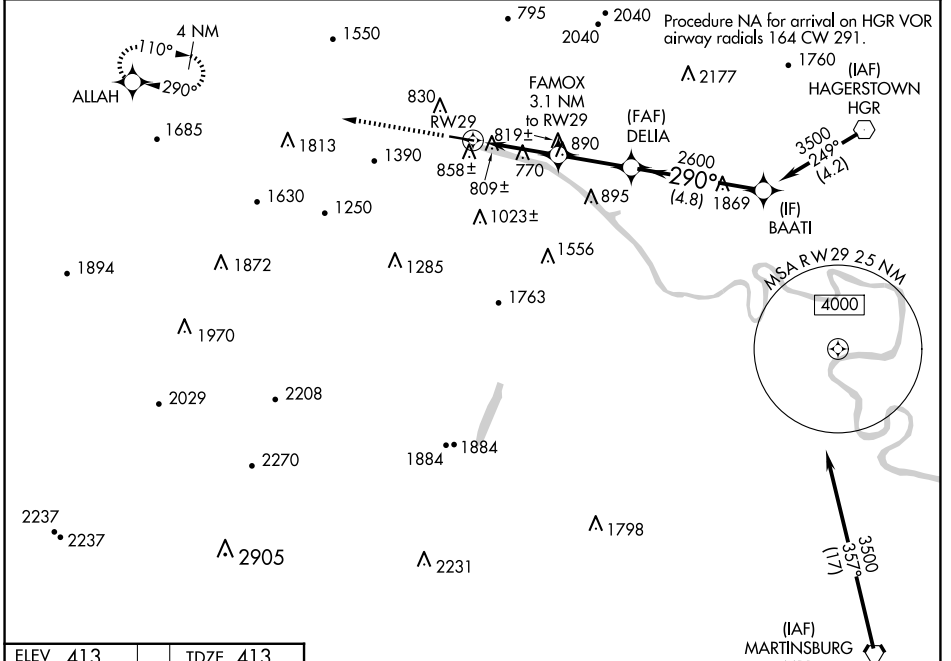 795
2040
2040
Procedure NA for arrival on HGR VOR
airway radials 164 CW 291.
1550
4 NM
110°
290°
ALLAH
1760
2177
(IAF)
HAGERSTOWN
HGR
FAMOX
3.1 NM
to RW29
830
RW29
819±
890
(FAF)
DELIA
3500
249°
(4.2)
1685
1813
1390
858±
809±
770
2600
290°
(4.8)
1869
(IF)
BAATI
895
1630
1250
1023±
1556
1894
1872
1285
1763
MSA RW29 25 NM
4000
1970
2029
2208
1884
1884
2270
2237
2237
2905
2231
1798
3500
357°
(17)
(IAF)
MARTINSBURG
ELEV 413
TDZE 413